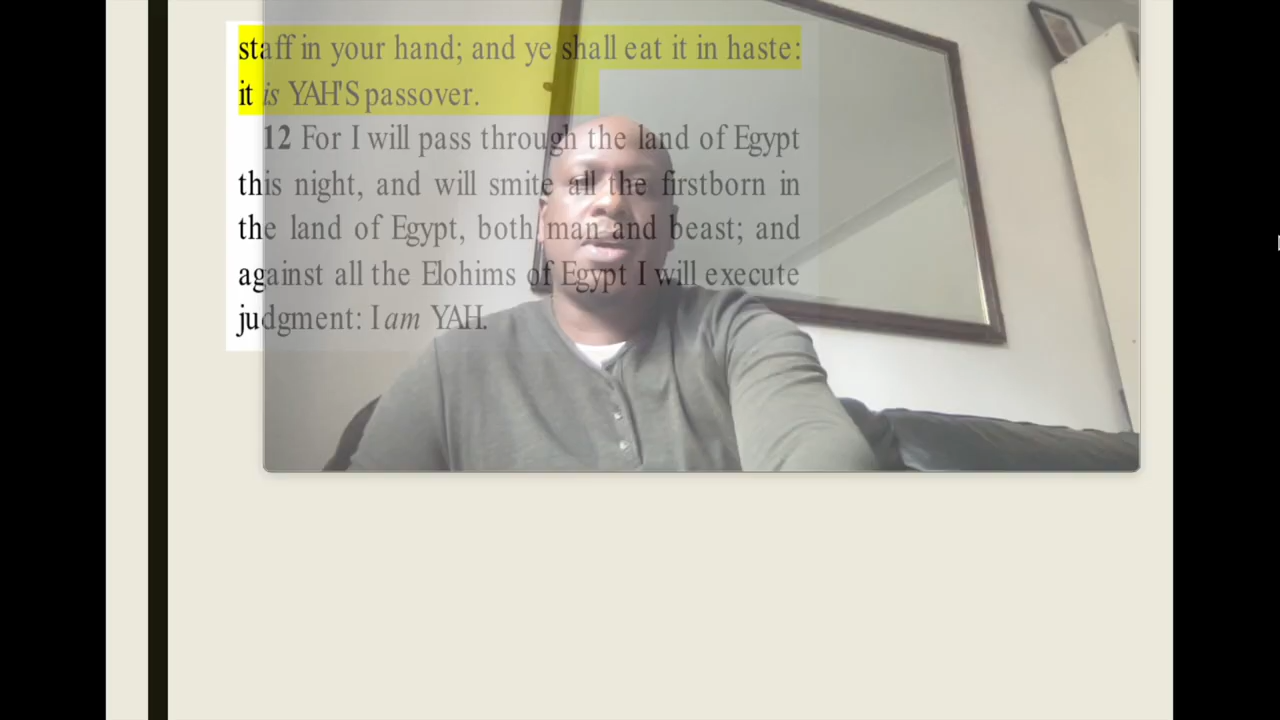 staff in your hand; and ye shall eat it in haste:
it is YAH'S passover.
12 For I will pass through the land of Egypt
this night, and will smite all the firstborn in
the land of Egypt, both man and beast; and
against all the Elohims of Egypt I will execute
judgment: I am YAH.